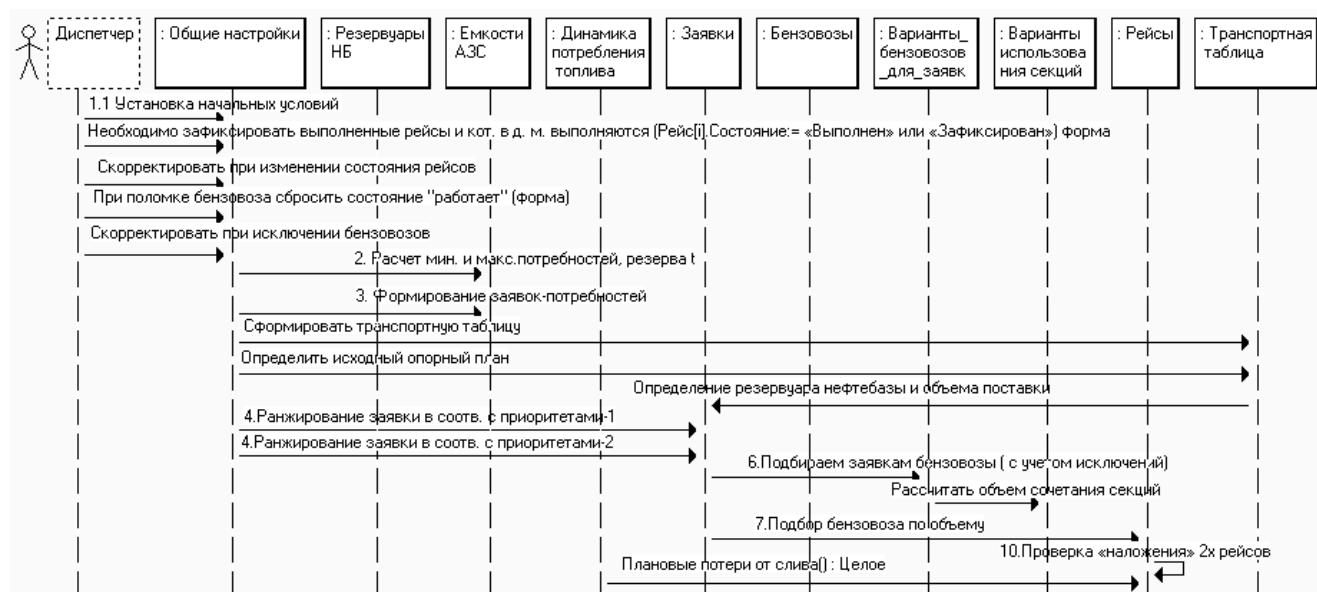 Диспетчер
: Общие настройки
: Резервуары
НБ
: Емкости
АЗС
: Динамика
потребления
топлива
: Заявки
: Бензовозы
: Варианты_
бензовозов
_для_заявк
: Варианты
использова
ния секций
: Рейсы
: Транспортная
таблица
1.1 Установка начальных условий
Необходимо зафиксировать выполненные рейсы и кот. в д. м. выполняются (Рейс[i].Состояние:= «Выполнен» или «Зафиксирован») форма
Скорректировать при изменении состояния рейсов
При поломке бензовоза сбросить состояние "работает" (форма)
Скорректировать при исключении бензовозов
2. Расчет мин. и макс.потребностей, резерва t
3. Формирование заявок-потребностей
Сформировать транспортную таблицу
Определить исходный опорный план
Определение резервуара нефтебазы и объема поставки
4.Ранжирование заявки в соотв. с приоритетами-1
4.Ранжирование заявки в соотв. с приоритетами-2
6.Подбираем заявкам бензовозы ( с учетом исключений)
Рассчитать объем сочетания секций
7.Подбор бензовоза по объему
10.Проверка «наложения» 2х рейсов
Плановые потери от слива() : Целое